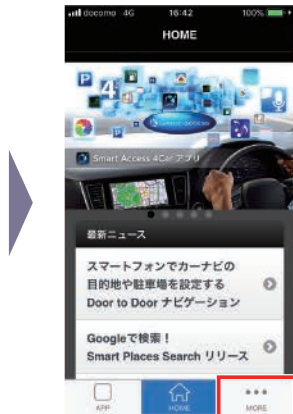 docomo 4G 16:42 100%
HOME
Smart Access 4Car アプリ
最新ニュース
スマートフォンでカーナビの
目的地や駐車場を設定する
Door to Door ナビゲーション
Googleで検索！
Smart Places Search リリース
APP HOME MORE